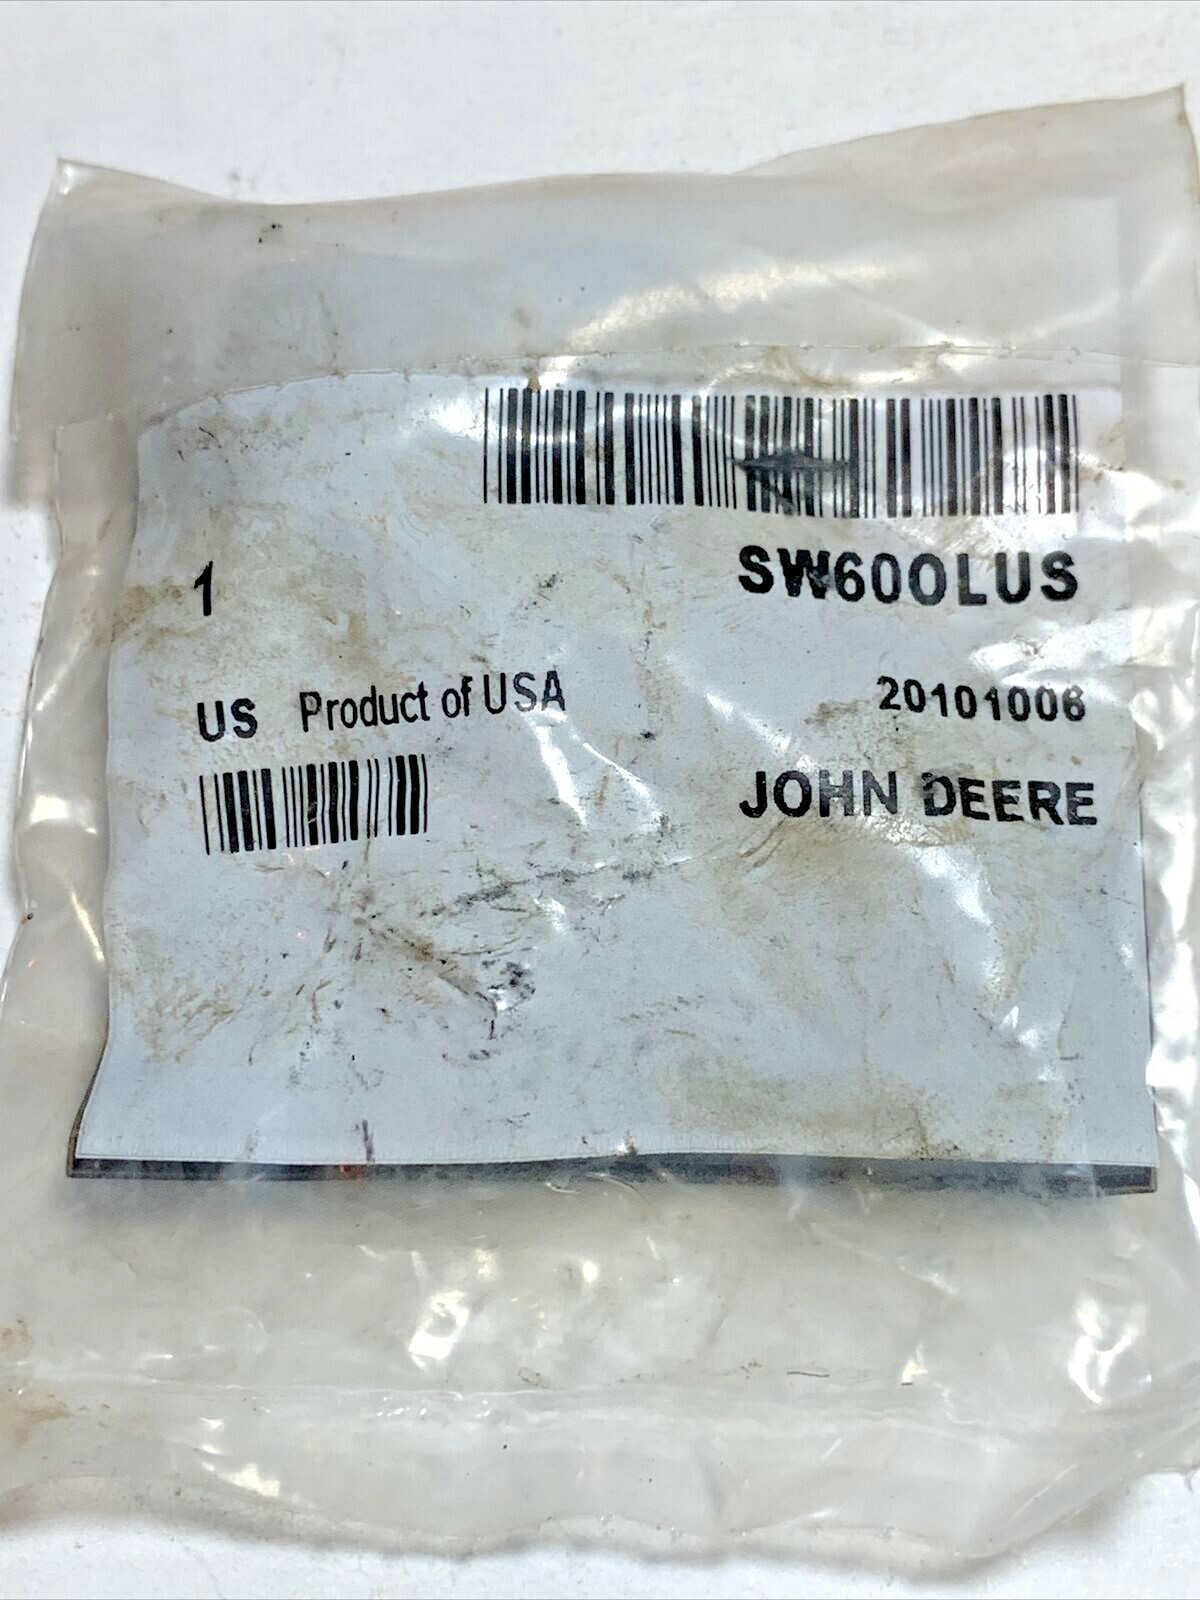 1
SW600LUS
US Product of USA
20101006
JOHN DEERE